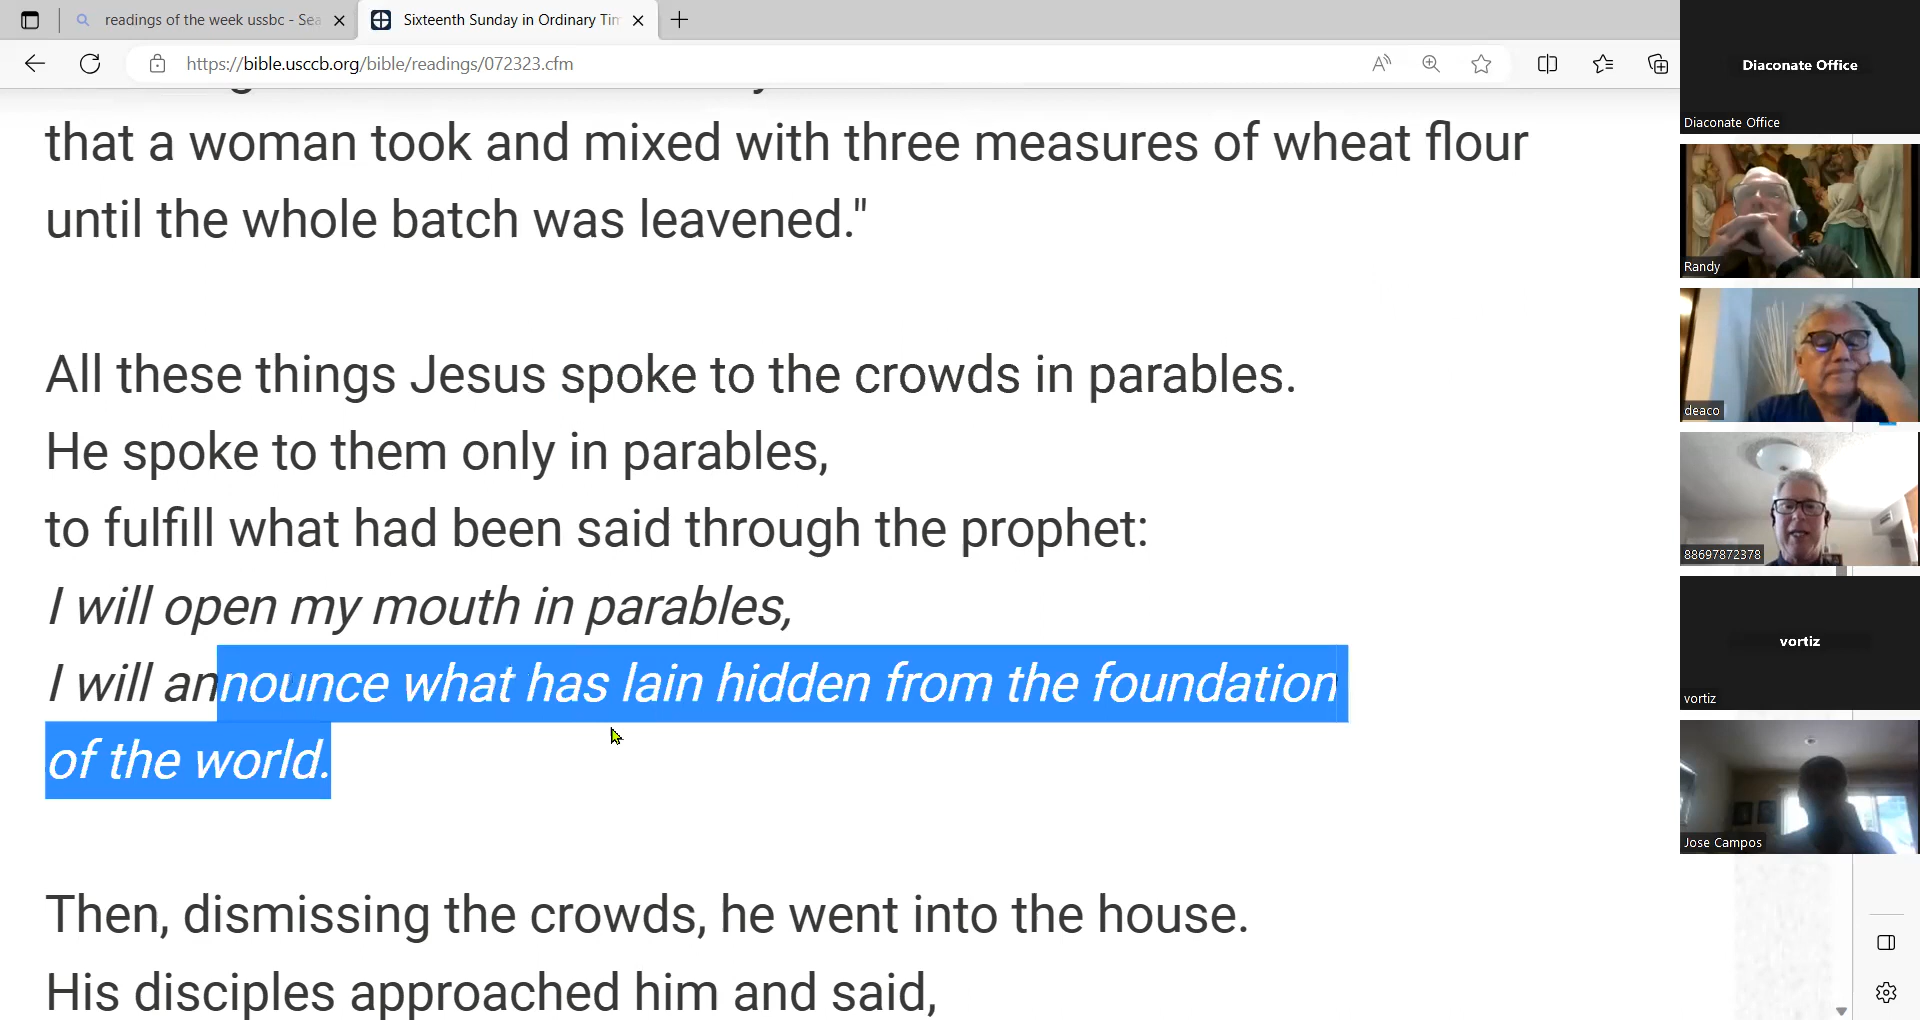 readings of the week ussbc - Sea
Sixteenth Sunday in Ordinary Tim
https://bible.usccb.org/bible/readings/072323.cfm
that a woman took and mixed with three measures of wheat flour
until the whole batch was leavened."
All these things Jesus spoke to the crowds in parables.
He spoke to them only in parables,
to fulfill what had been said through the prophet:
I will open my mouth in parables,
I will announce what has lain hidden from the foundation
of the world.
Then, dismissing the crowds, he went into the house.
His disciples approached him and said,
Diaconate Office
Diaconate Office
Randy
deaco
88697872378
vortiz
vortiz
Jose Campos